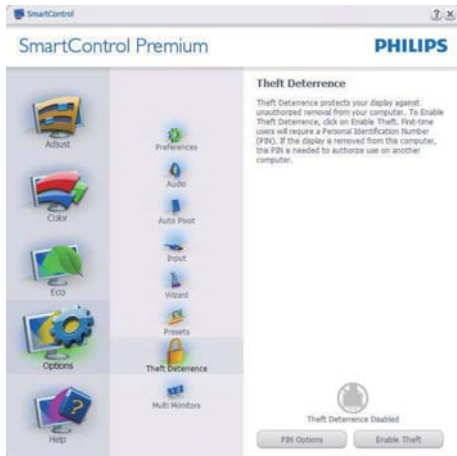 SmartControl
SmartControl Premium
PHILIPS
Adjust
Color
Eco
Options
Help
Preferences
Audio
Auto Pivot
Input
Wizard
Presets
Theft Deterrence
Multi Monitors
Theft Deterrence
Theft Deterrence protects your display against
unauthorized removal from your computer. To Enable
Theft Deterrence, click on Enable Theft. First-time
users will require a Personal Identification Number
(PIN). If the display is removed from this computer,
this PIN is needed to authorize use on another
computer.
Theft Deterrence Disabled
PIN Options
Enable Theft